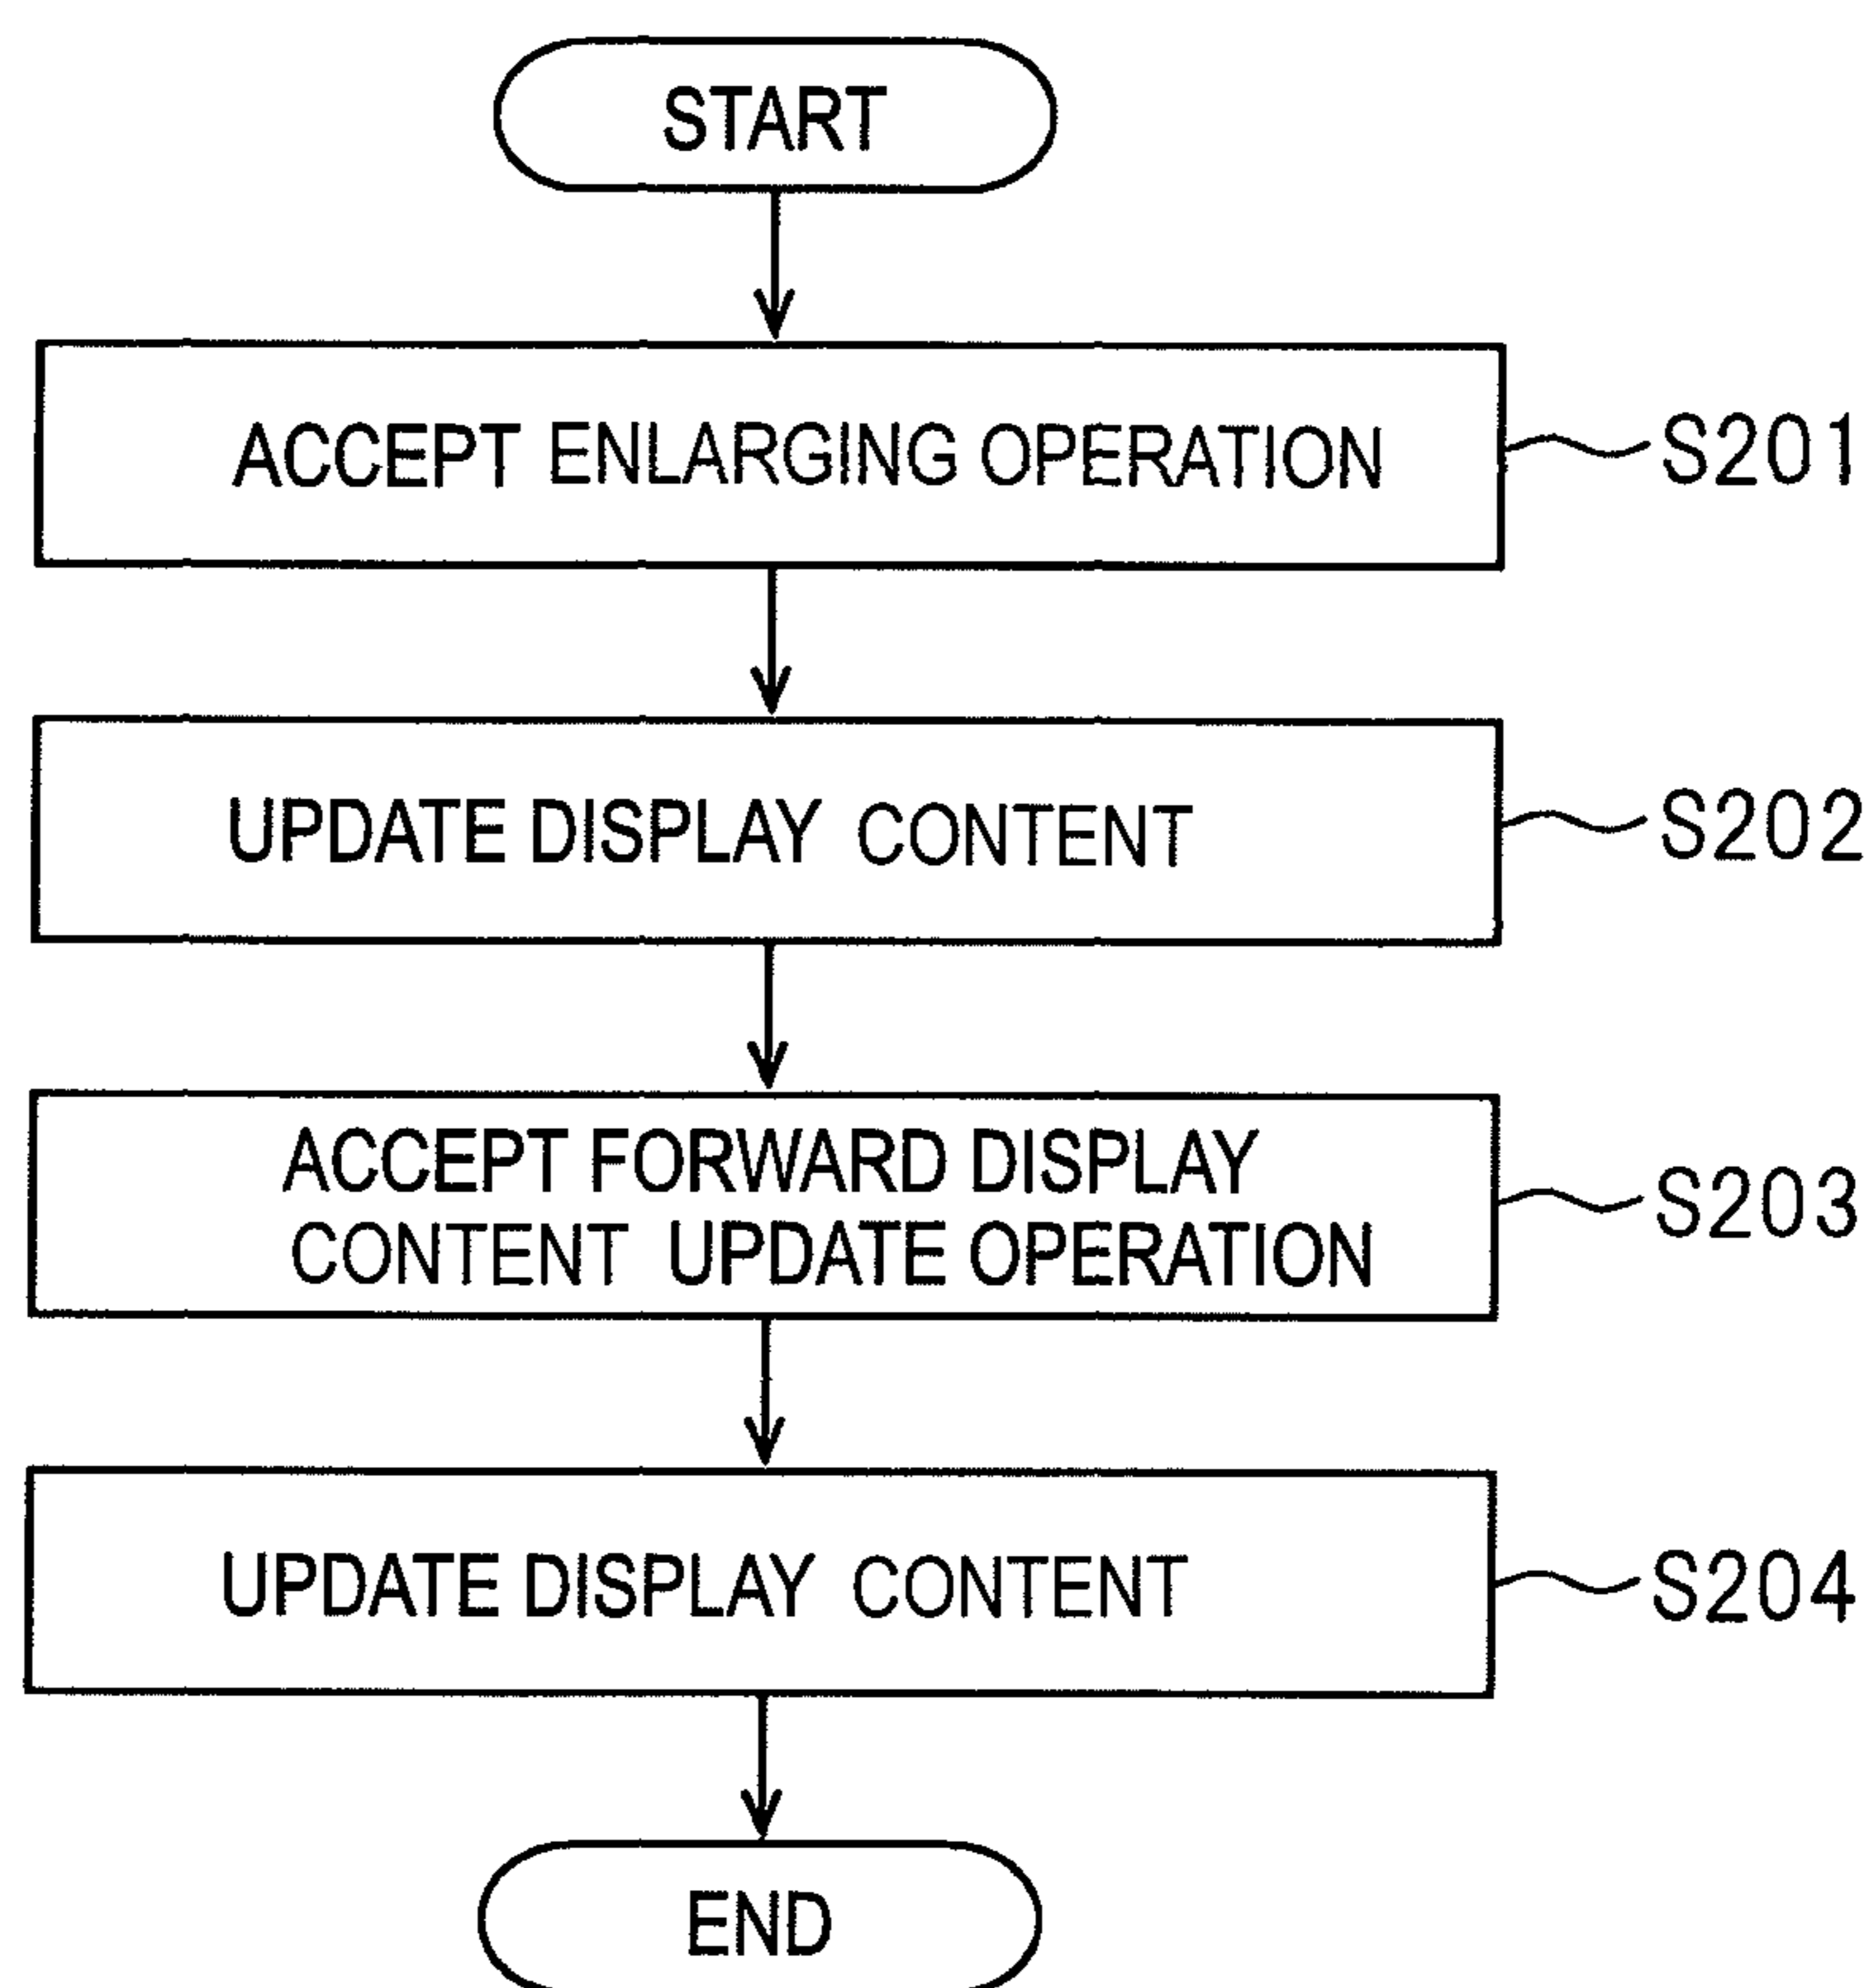 START
ACCEPT ENLARGING OPERATION
S201
UPDATE DISPLAY CONTENT
S202
ACCEPT FORWARD DISPLAY
CONTENT UPDATE OPERATION
S203
UPDATE DISPLAY CONTENT
S204
END